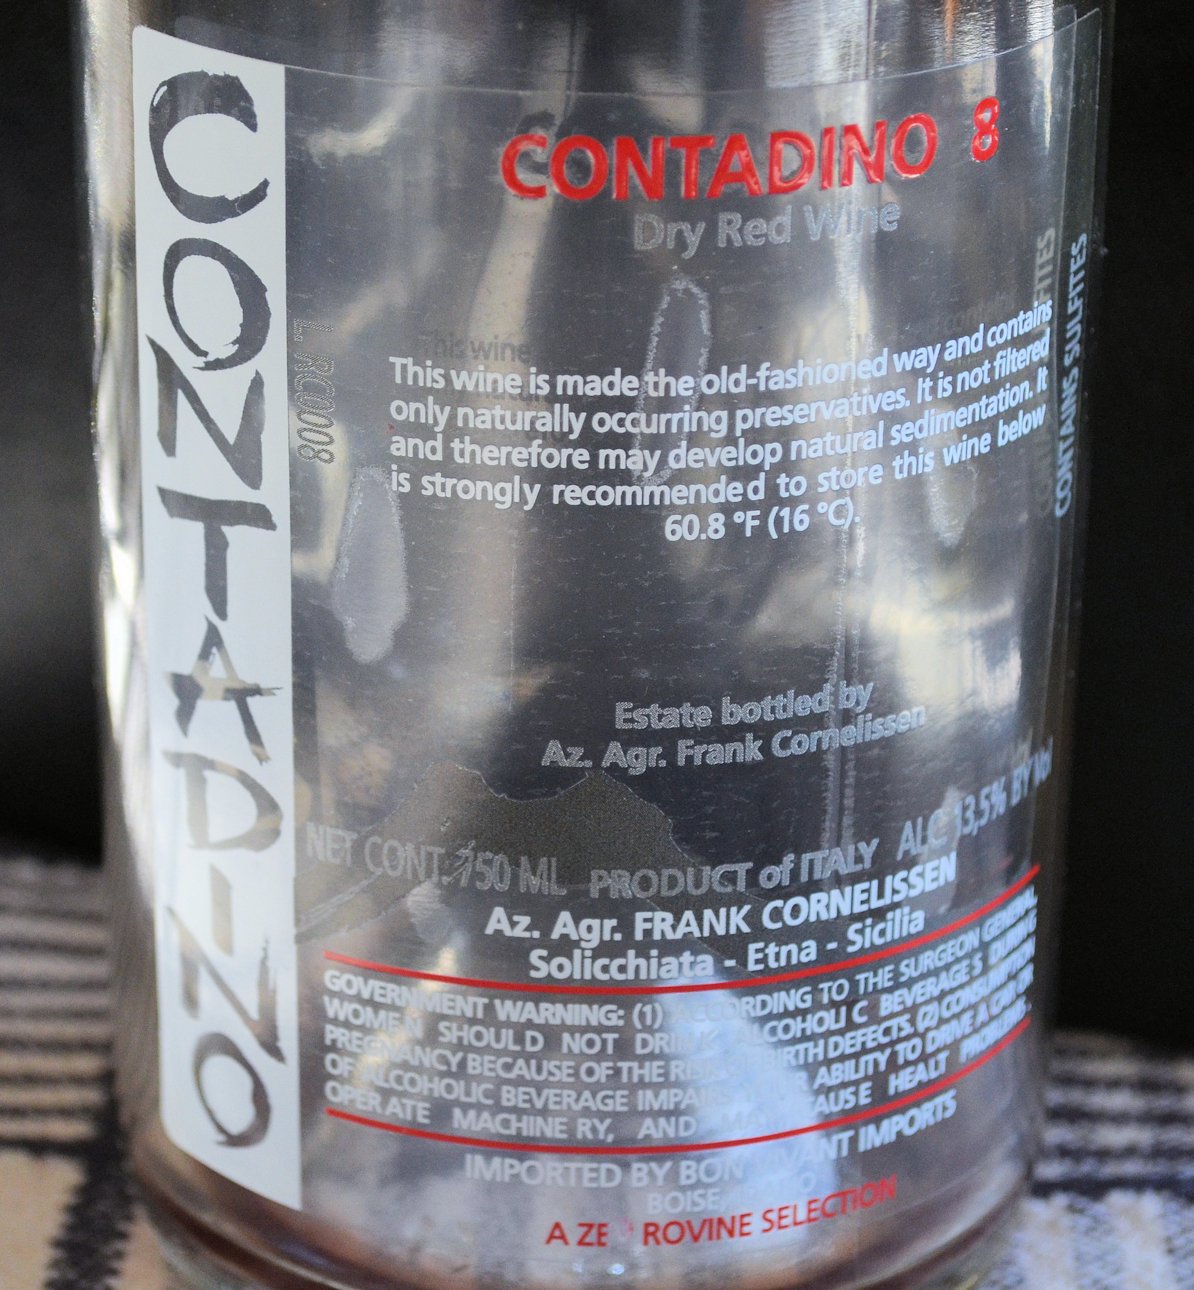 CONTADINO
CONTADINO 8
Dry Red Wine
L. RC0008
This wine is made the old-fashioned way and contains
only naturally occurring preservatives. It is not filtered
and therefore may develop natural sedimentation. It
is strongly recommended to store this wine below
60.8 °F (16 °C).
CONTAINS SULFITES
Estate bottled by
Az. Agr. Frank Cornelissen
NET CONT. 750 ML PRODUCT of ITALY ALC 13,5% BY Vol
Az. Agr. FRANK CORNELISSEN
Solicchiata - Etna - Sicilia
GOVERNMENT WARNING: (1) ACCORDING TO THE SURGEON GENERAL,
WOMEN SHOULD NOT DRINK ALCOHOLIC BEVERAGES DURING
PREGNANCY BECAUSE OF THE RISK BIRTH DEFECTS. (2) CONSUMPTION
OF ALCOHOLIC BEVERAGE IMPAIRS ABILITY TO DRIVE A CAR OR
OPERATE MACHINERY, AND MAY CAUSE HEALT PROBLEMS.
IMPORTED BY BON VIVANT IMPORTS
BOISE, IDAHO
A ZE ROVINE SELECTION